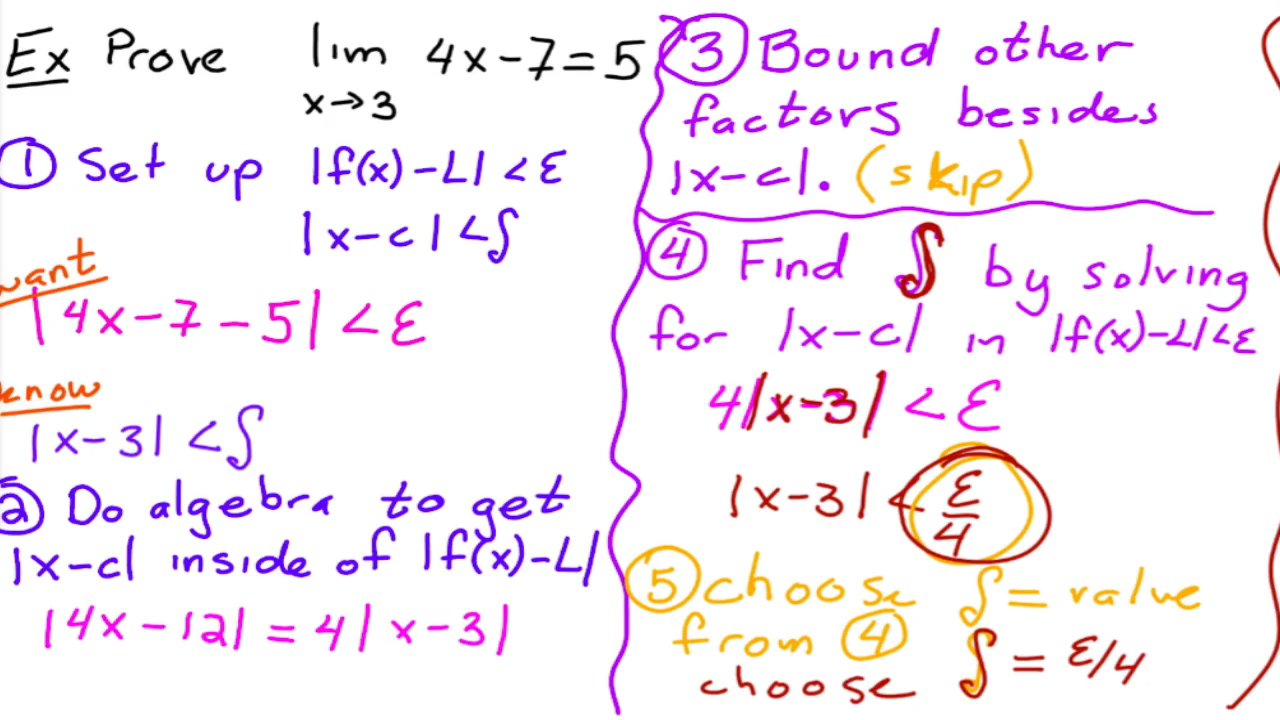 Ex Prove lim 4x-7=5
x→3
① Set up |f(x)-L|<ε
|x-c|<δ
want
|4x-7-5|<ε
know
|x-3|<δ
② Do algebra to get
|x-c| inside of |f(x)-L|
|4x-12| = 4|x-3|
③ Bound other
factors besides
|x-c|. (skip)
④ Find δ by solving
for |x-c| in |f(x)-L|<ε
4|x-3| < ε
|x-3| < ε/4
⑤ choose δ = value
from ④
choose δ = ε/4